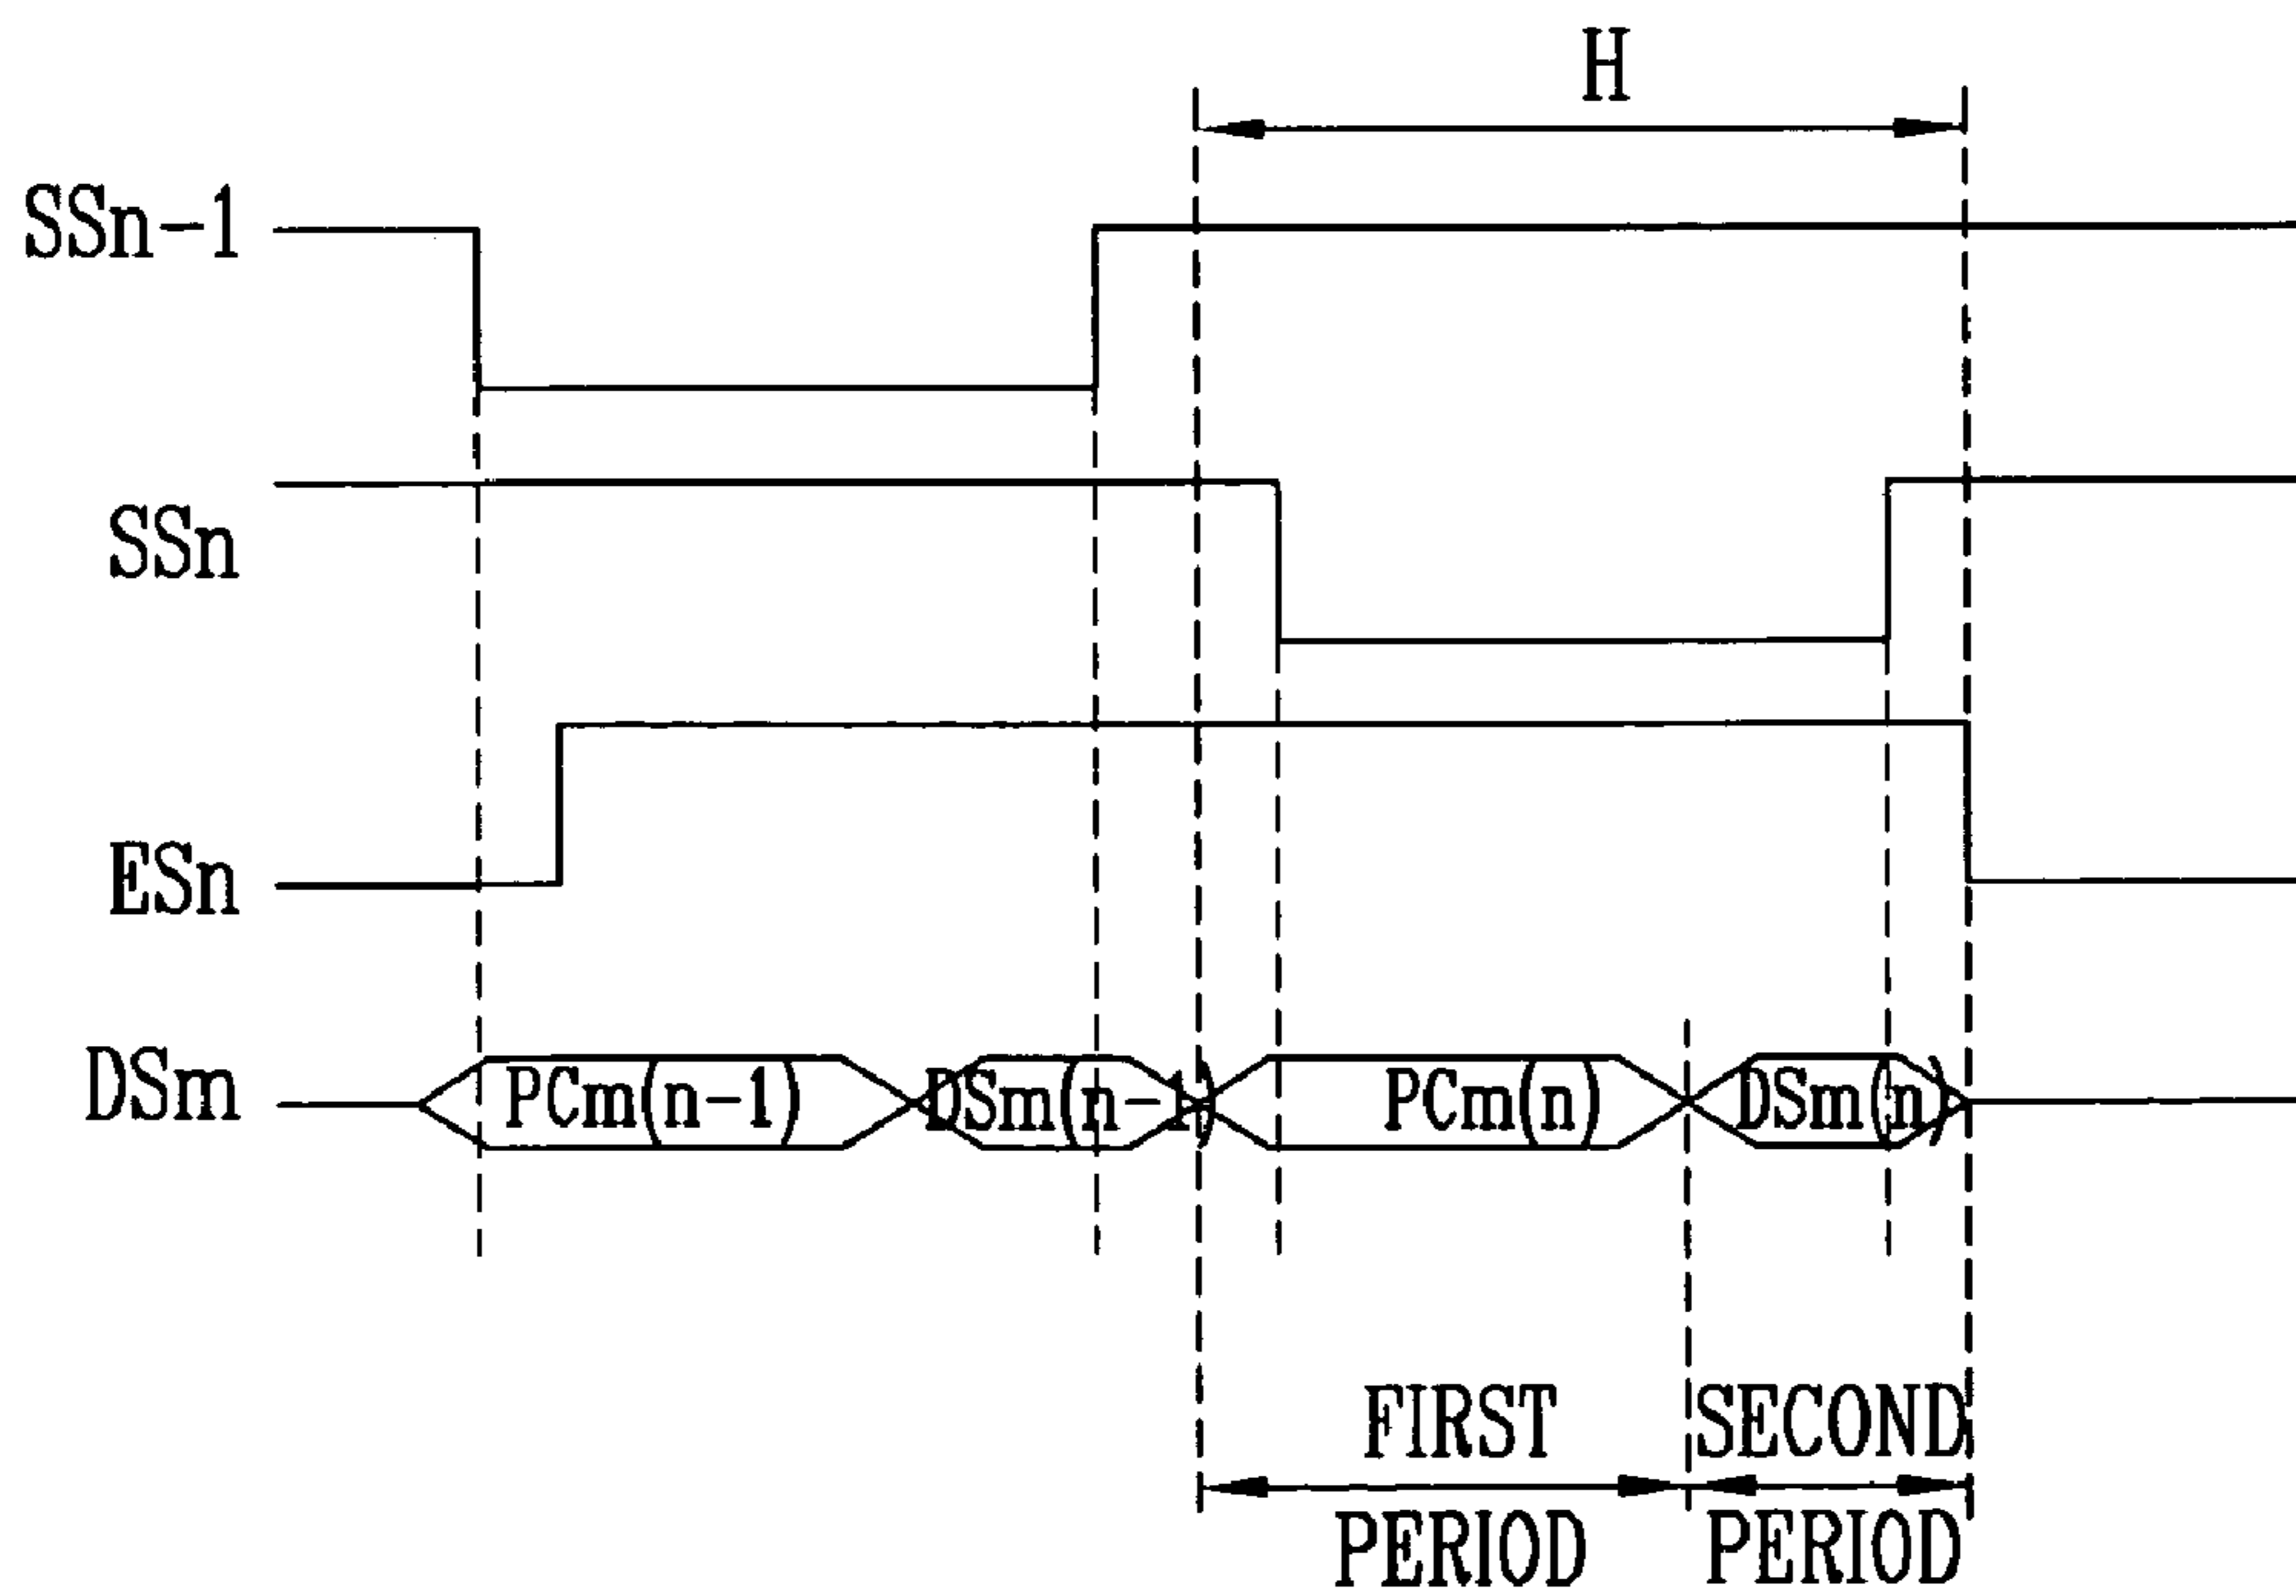 H
SSn-1
SSn
ESn
DSm
PCm(n-1)
DSm(n-1)
PCm(n)
DSm(n)
FIRST
PERIOD
SECOND
PERIOD